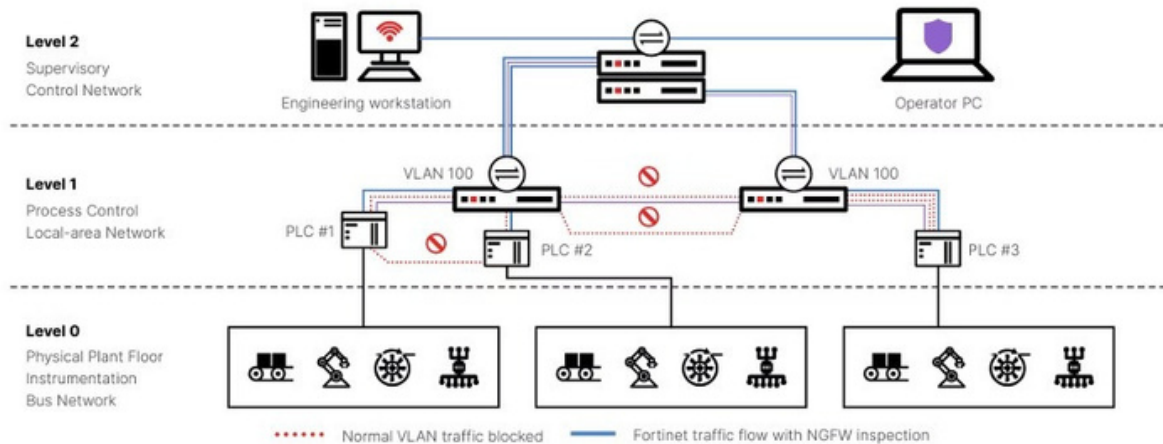 Level 2
Supervisory
Control Network
Engineering workstation
Operator PC
Level 1
Process Control
Local-area Network
VLAN 100
VLAN 100
PLC #1
PLC #2
PLC #3
Level 0
Physical Plant Floor
Instrumentation
Bus Network
Normal VLAN traffic blocked
Fortinet traffic flow with NGFW inspection